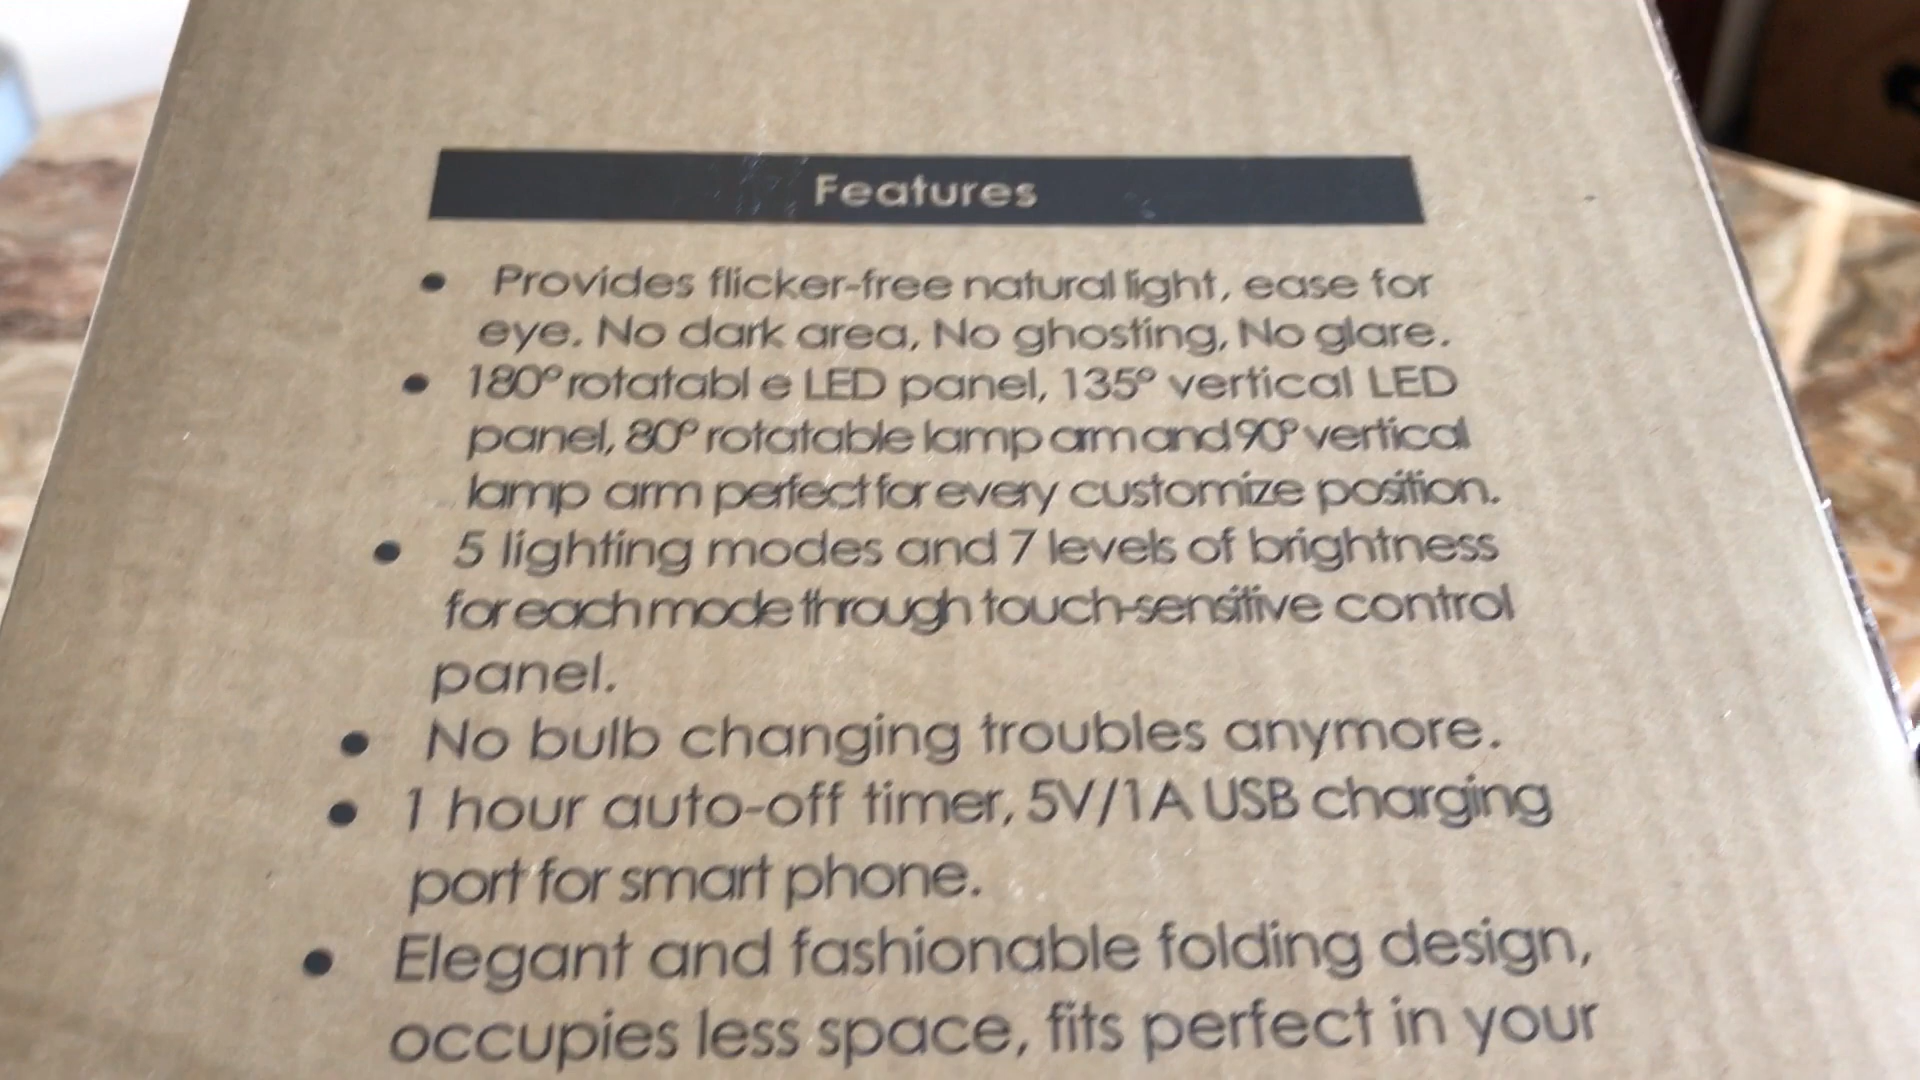 Features
• Provides flicker-free natural light, ease for
eye. No dark area, No ghosting, No glare.
• 180° rotatabl e LED panel, 135° vertical LED
panel, 80° rotatable lamp arm and 90° vertical
lamp arm perfect for every customize position.
• 5 lighting modes and 7 levels of brightness
for each mode through touch-sensitive control
panel.
• No bulb changing troubles anymore.
• 1 hour auto-off timer, 5V/1A USB charging
port for smart phone.
• Elegant and fashionable folding design,
occupies less space, fits perfect in your